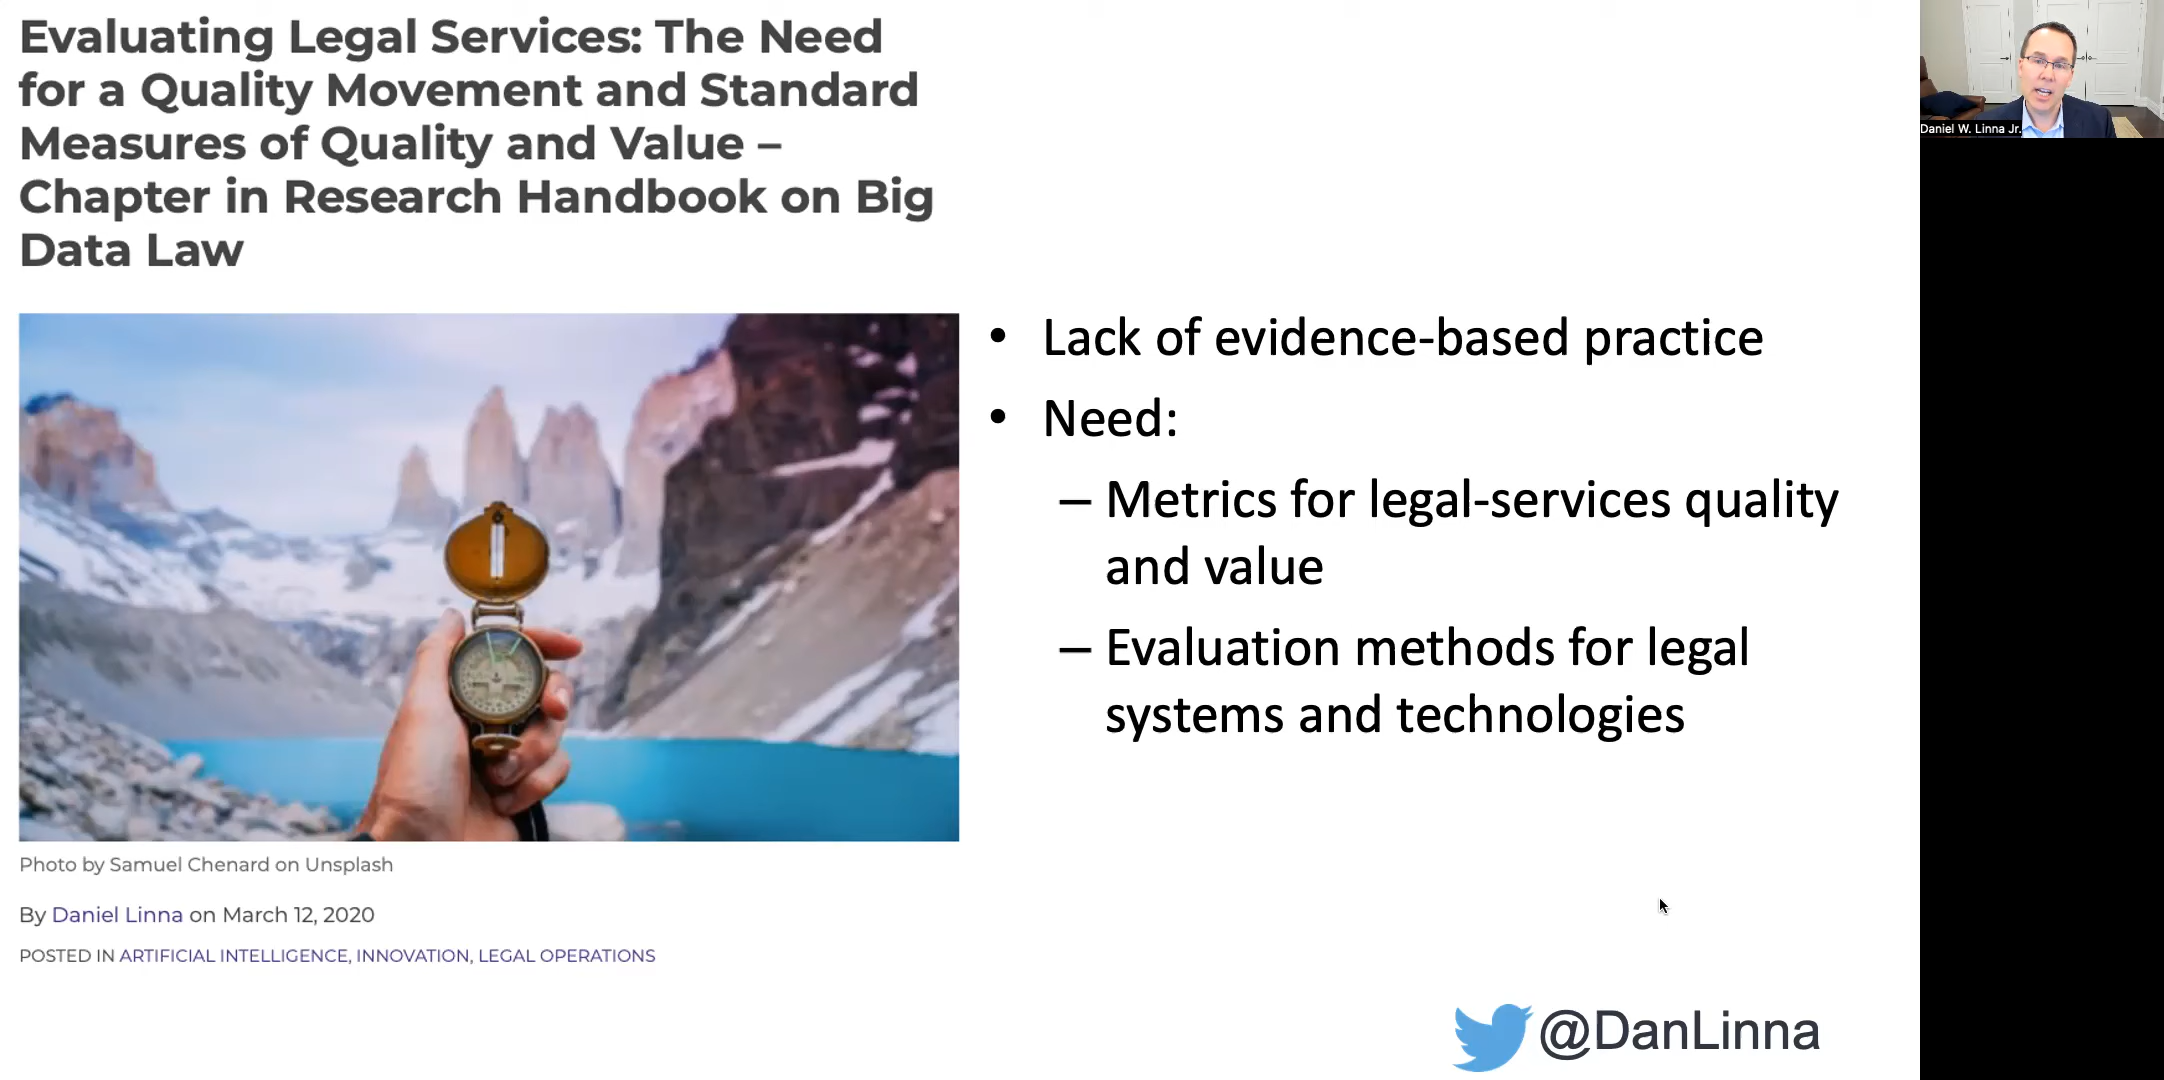 Evaluating Legal Services: The Need
for a Quality Movement and Standard
Measures of Quality and Value –
Chapter in Research Handbook on Big
Data Law
Photo by Samuel Chenard on Unsplash
By Daniel Linna on March 12, 2020
POSTED IN ARTIFICIAL INTELLIGENCE, INNOVATION, LEGAL OPERATIONS
• Lack of evidence-based practice
• Need:
– Metrics for legal-services quality
and value
– Evaluation methods for legal
systems and technologies
@DanLinna
Daniel W. Linna Jr.